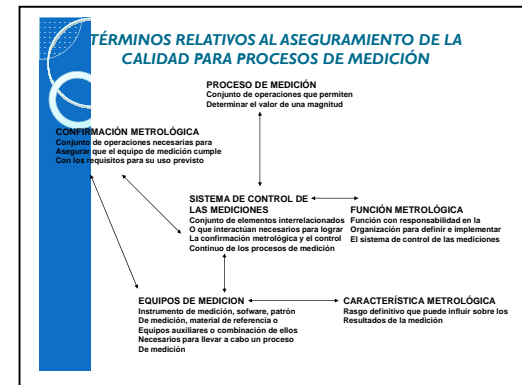 TÉRMINOS RELATIVOS AL ASEGURAMIENTO DE LA
CALIDAD PARA PROCESOS DE MEDICIÓN
PROCESO DE MEDICIÓN
Conjunto de operaciones que permiten
Determinar el valor de una magnitud
CONFIRMACIÓN METROLÓGICA
Conjunto de operaciones necesarias para
Asegurar que el equipo de medición cumple
Con los requisitos para su uso previsto
SISTEMA DE CONTROL DE
LAS MEDICIONES
Conjunto de elementos interrelacionados
O que interactúan necesarios para lograr
La confirmación metrológica y el control
Continuo de los procesos de medición
FUNCIÓN METROLÓGICA
Función con responsabilidad en la
Organización para definir e implementar
El sistema de control de las mediciones
EQUIPOS DE MEDICION
Instrumento de medición, sofware, patrón
De medición, material de referencia o
Equipos auxiliares o combinación de ellos
Necesarios para llevar a cabo un proceso
De medición
CARACTERÍSTICA METROLÓGICA
Rasgo definitivo que puede influir sobre los
Resultados de la medición